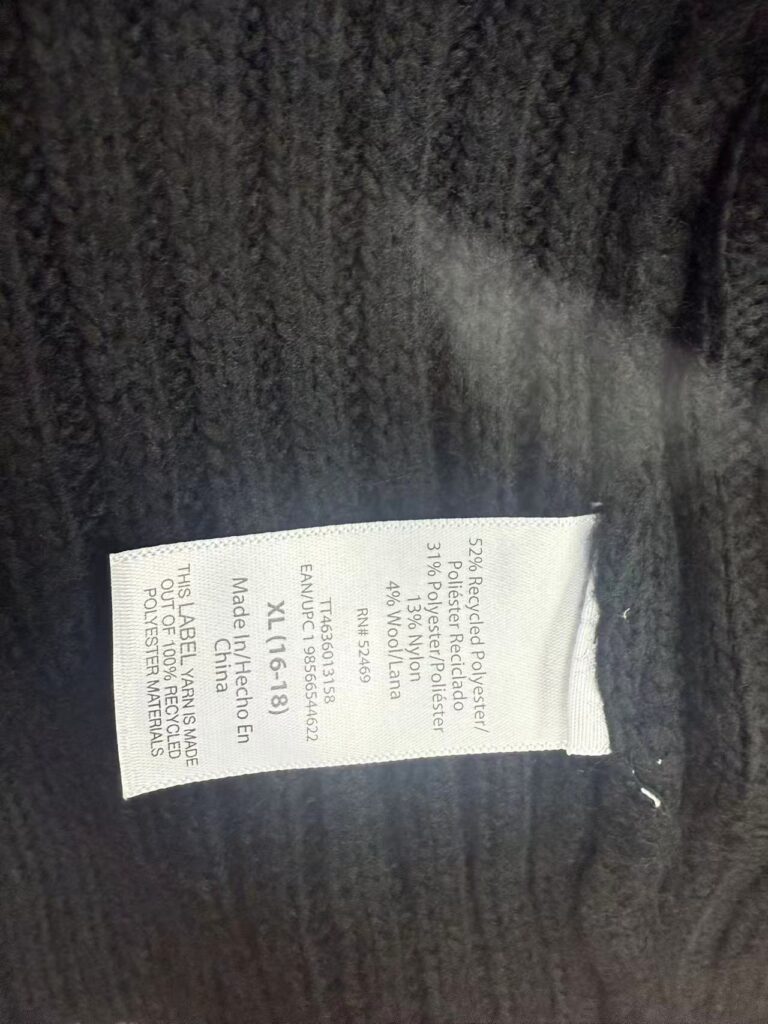 52% Recycled Polyester/
Poliéster Reciclado
31% Polyester/Poliéster
13% Nylon
4% Wool/Lana
RN# 52469
TT4636013158
EAN/UPC 1 98566544622
XL (16-18)
Made In/Hecho En
China
THIS LABEL YARN IS MADE
OUT OF 100% RECYCLED
POLYESTER MATERIALS